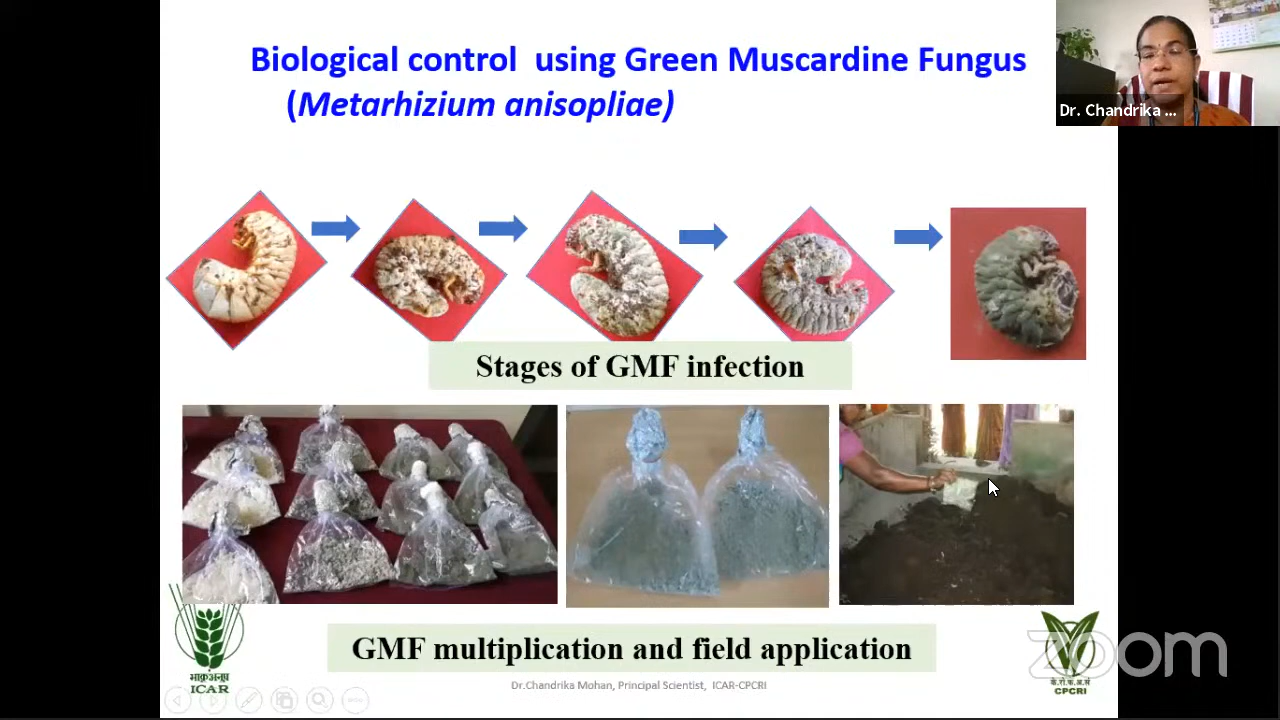 Biological control using Green Muscardine Fungus
(Metarhizium anisopliae)
Dr. Chandrika ...
Stages of GMF infection
GMF multiplication and field application
Dr.Chandrika Mohan, Principal Scientist, ICAR-CPCRI
भाकृअनुप
ICAR
CPCRI
zoom